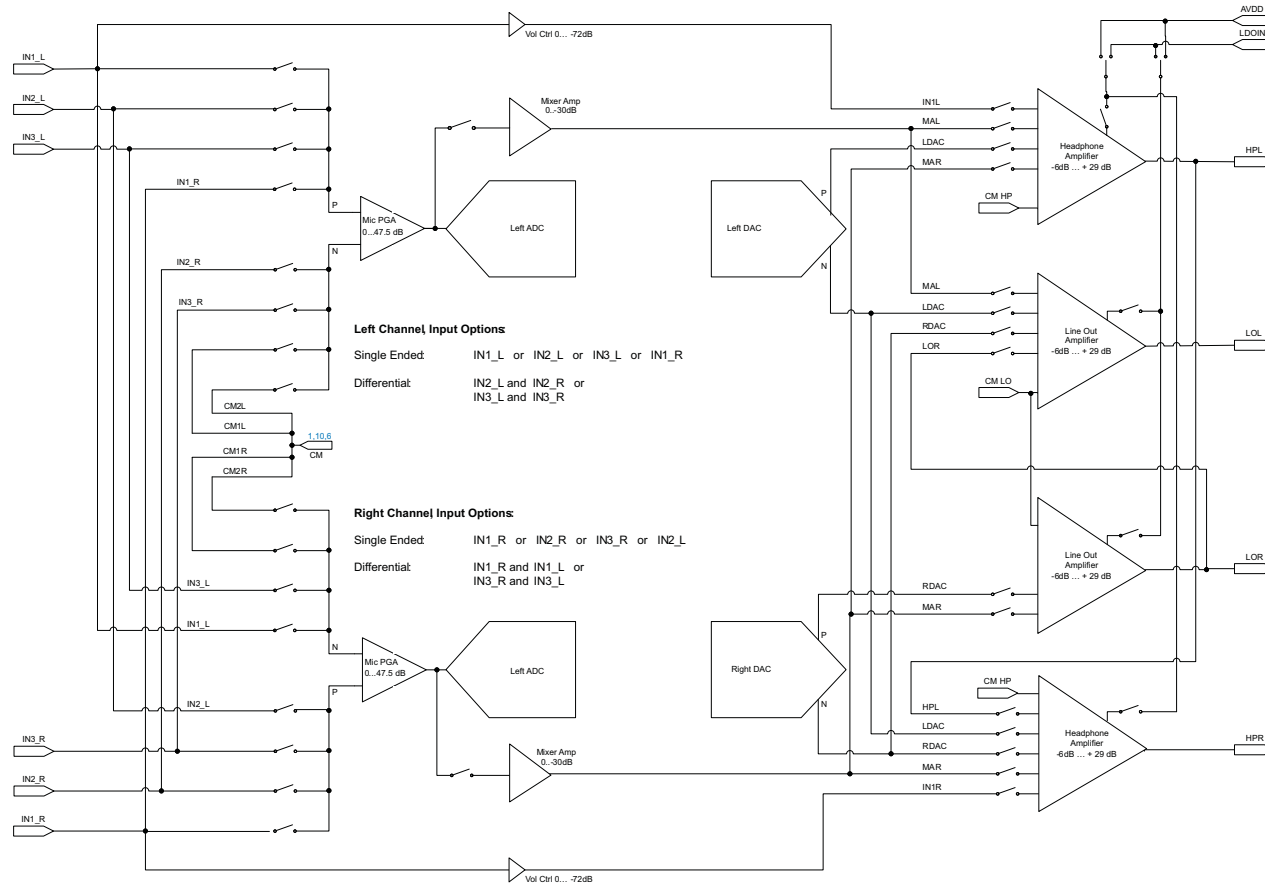 AVDD
LDOIN
Vol Ctrl 0... -72dB
IN1_L
IN2_L
IN3_L
IN1_R
Mixer Amp
0..-30dB
IN1L
MAL
LDAC
MAR
CM HP
Headphone
Amplifier
-6dB ... + 29 dB
HPL
P
Mic PGA
0...47.5 dB
N
Left ADC
Left DAC
P
N
IN2_R
IN3_R
MAL
LDAC
RDAC
LOR
CM LO
Line Out
Amplifier
-6dB ... + 29 dB
LOL
Left Channel, Input Options:
Single Ended: IN1_L or IN2_L or IN3_L or IN1_R
Differential: IN2_L and IN2_R or
IN3_L and IN3_R
CM2L
CM1L
1,10,6
CM
CM1R
CM2R
Right Channel, Input Options:
Single Ended: IN1_R or IN2_R or IN3_R or IN2_L
Differential: IN1_R and IN1_L or
IN3_R and IN3_L
Line Out
Amplifier
-6dB ... + 29 dB
LOR
RDAC
MAR
IN3_L
IN1_L
N
Mic PGA
0...47.5 dB
P
Left ADC
Right DAC
P
N
IN2_L
IN3_R
IN2_R
IN1_R
CM HP
HPL
LDAC
RDAC
MAR
IN1R
Headphone
Amplifier
-6dB ... + 29 dB
HPR
Mixer Amp
0..-30dB
Vol Ctrl 0... -72dB